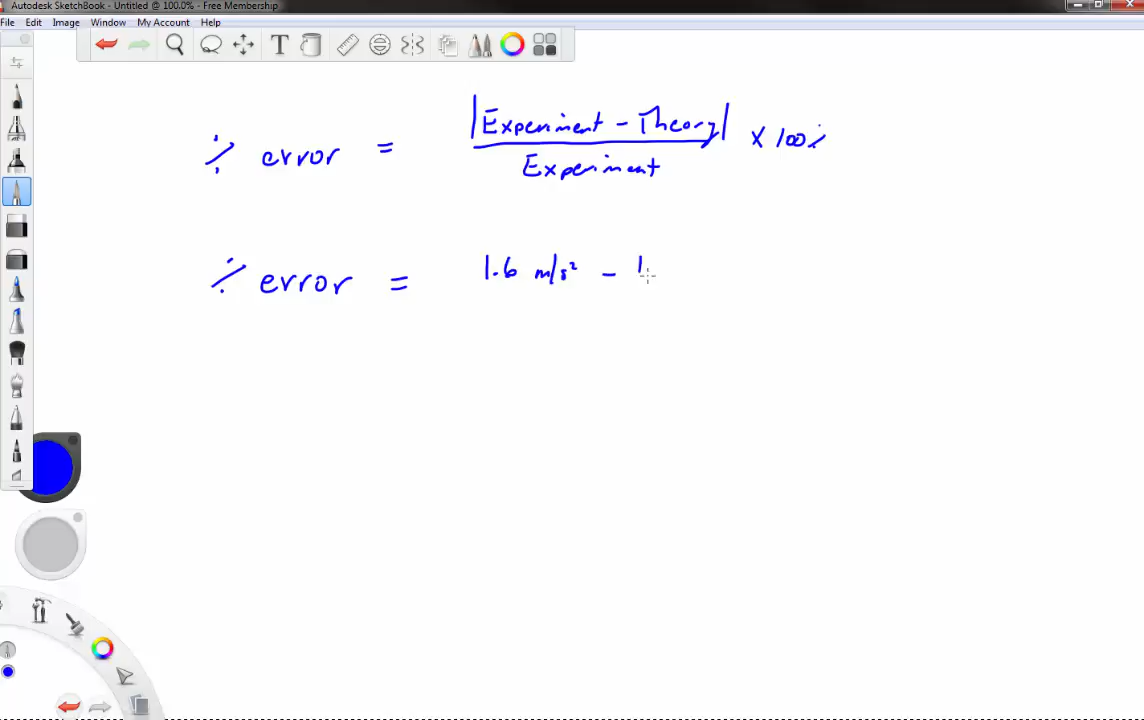 Autodesk SketchBook - Untitled @ 100.0% - Free Membership
File Edit Image Window My Account Help
% error = |Experiment - Theory| / Experiment × 100%
% error = 1.6 m/s² - 1